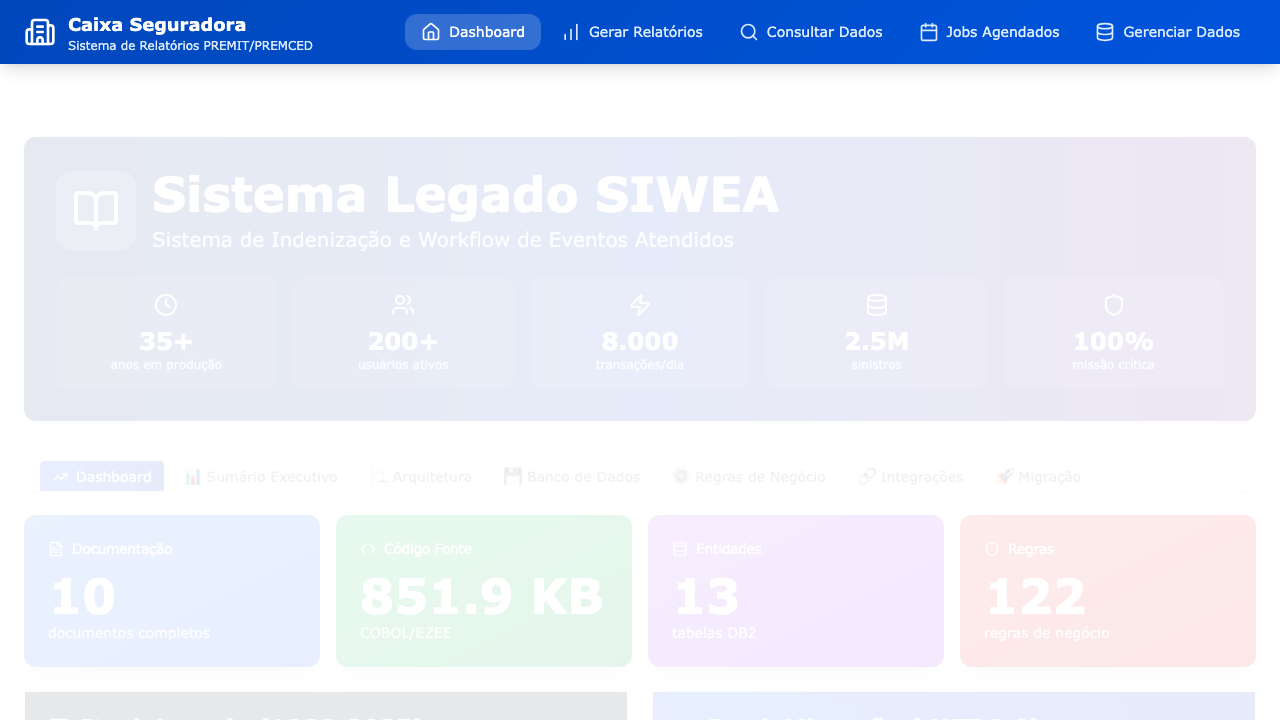 Caixa Seguradora
Sistema de Relatórios PREMIT/PREMCED
Dashboard
Gerar Relatórios
Consultar Dados
Jobs Agendados
Gerenciar Dados
Sistema Legado SIWEA
Sistema de Indenização e Workflow de Eventos Atendidos
35+
anos em produção
200+
usuários ativos
8.000
transações/dia
2.5M
sinistros
100%
missão crítica
Dashboard
Sumário Executivo
Arquitetura
Banco de Dados
Regras de Negócio
Integrações
Migração
Documentação
10
documentos completos
Código Fonte
851.9 KB
COBOL/EZEE
Entidades
13
tabelas DB2
Regras
122
regras de negócio